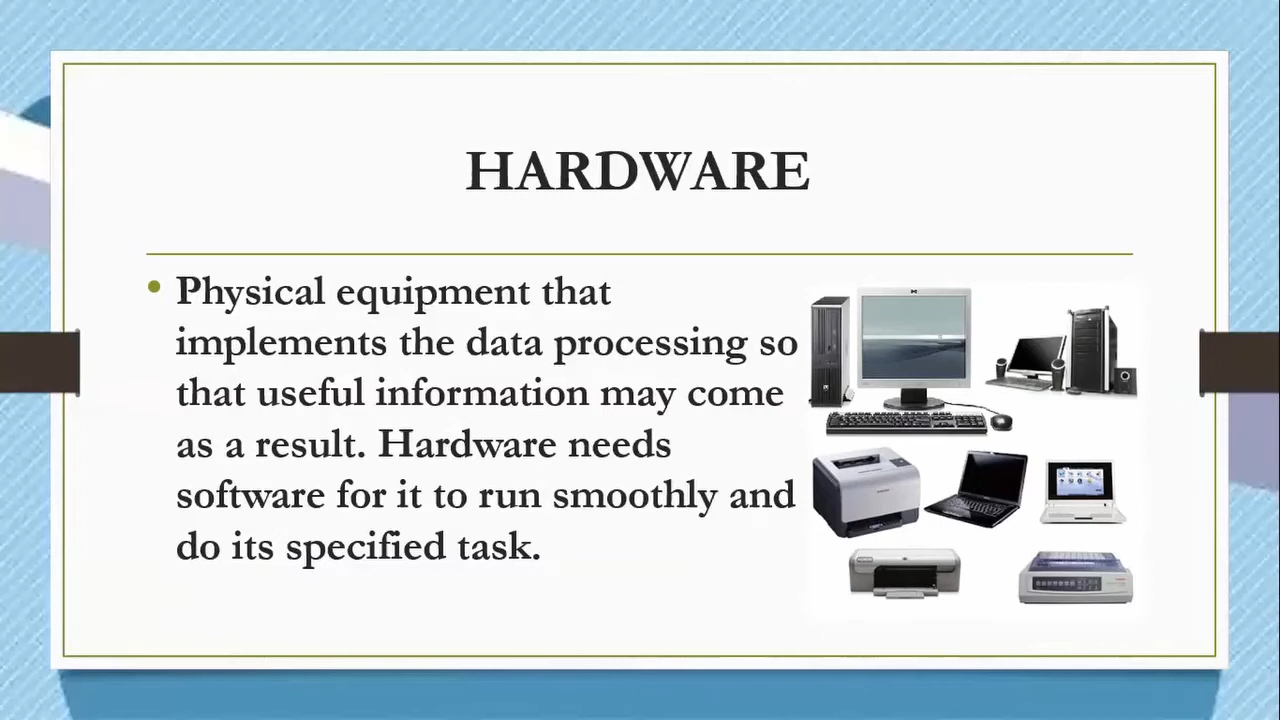 HARDWARE
• Physical equipment that
implements the data processing so
that useful information may come
as a result. Hardware needs
software for it to run smoothly and
do its specified task.